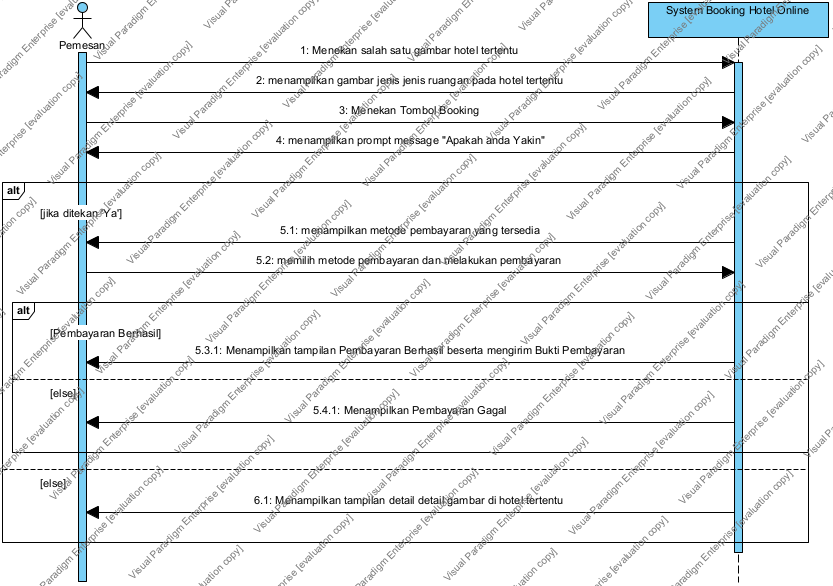 System Booking Hotel Online
Pemesan
1: Menekan salah satu gambar hotel tertentu
2: menampilkan gambar jenis jenis ruangan pada hotel tertentu
3: Menekan Tombol Booking
4: menampilkan prompt message "Apakah anda Yakin"
alt
[jika ditekan 'Ya']
5.1: menampilkan metode pembayaran yang tersedia
5.2: memilih metode pembayaran dan melakukan pembayaran
alt
[Pembayaran Berhasil]
5.3.1: Menampilkan tampilan Pembayaran Berhasil beserta mengirim Bukti Pembayaran
[else]
5.4.1: Menampilkan Pembayaran Gagal
[else]
6.1: Menampilkan tampilan detail detail gambar di hotel tertentu
Visual Paradigm Enterprise [evaluation copy]